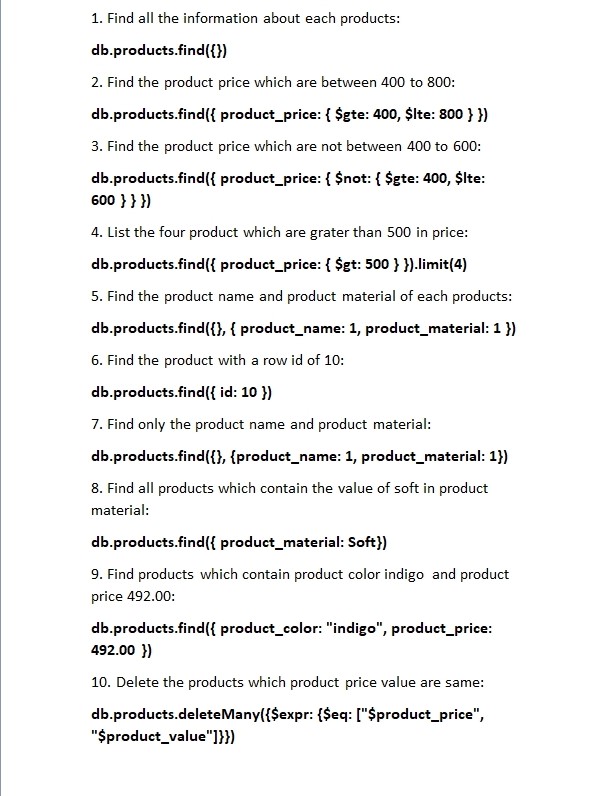 1. Find all the information about each products:
db.products.find({})
2. Find the product price which are between 400 to 800:
db.products.find({ product_price: { $gte: 400, $lte: 800 } })
3. Find the product price which are not between 400 to 600:
db.products.find({ product_price: { $not: { $gte: 400, $lte:
600 } } })
4. List the four product which are grater than 500 in price:
db.products.find({ product_price: { $gt: 500 } }).limit(4)
5. Find the product name and product material of each products:
db.products.find({}, { product_name: 1, product_material: 1 })
6. Find the product with a row id of 10:
db.products.find({ id: 10 })
7. Find only the product name and product material:
db.products.find({}, {product_name: 1, product_material: 1})
8. Find all products which contain the value of soft in product
material:
db.products.find({ product_material: Soft})
9. Find products  which contain product color indigo  and product
price 492.00:
db.products.find({ product_color: "indigo", product_price:
492.00 })
10. Delete the products which product price value are same:
db.products.deleteMany({$expr: {$eq: ["$product_price",
"$product_value"]}})